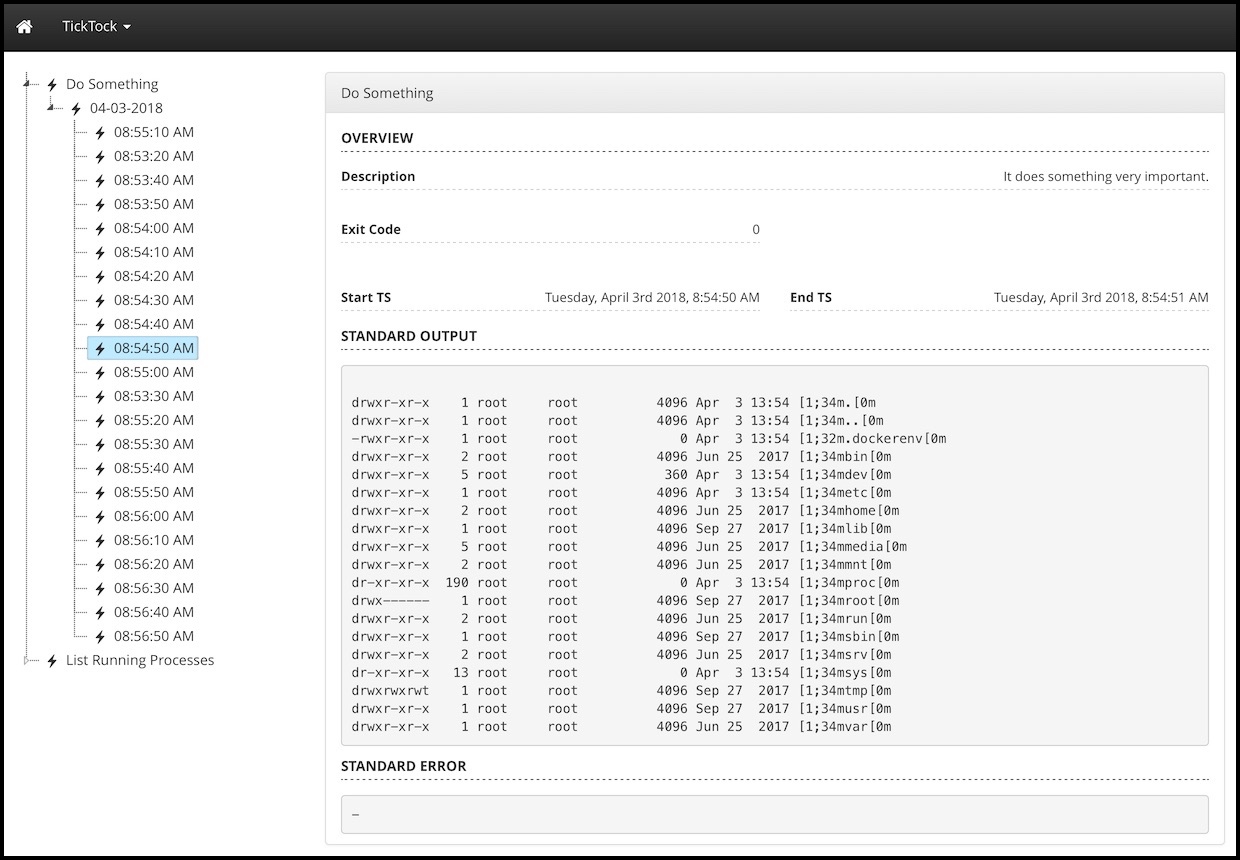 TickTock
Do Something
04-03-2018
08:55:10 AM
08:53:20 AM
08:53:40 AM
08:53:50 AM
08:54:00 AM
08:54:10 AM
08:54:20 AM
08:54:30 AM
08:54:40 AM
08:54:50 AM
08:55:00 AM
08:53:30 AM
08:55:20 AM
08:55:30 AM
08:55:40 AM
08:55:50 AM
08:56:00 AM
08:56:10 AM
08:56:20 AM
08:56:30 AM
08:56:40 AM
08:56:50 AM
List Running Processes
Do Something
OVERVIEW
Description It does something very important.
Exit Code 0
Start TS Tuesday, April 3rd 2018, 8:54:50 AM End TS Tuesday, April 3rd 2018, 8:54:51 AM
STANDARD OUTPUT
drwxr-xr-x    1 root     root          4096 Apr  3 13:54 [1;34m.[0m
drwxr-xr-x    1 root     root          4096 Apr  3 13:54 [1;34m..[0m
-rwxr-xr-x    1 root     root             0 Apr  3 13:54 [1;32m.dockerenv[0m
drwxr-xr-x    2 root     root          4096 Jun 25  2017 [1;34mbin[0m
drwxr-xr-x    5 root     root           360 Apr  3 13:54 [1;34mdev[0m
drwxr-xr-x    1 root     root          4096 Apr  3 13:54 [1;34metc[0m
drwxr-xr-x    2 root     root          4096 Jun 25  2017 [1;34mhome[0m
drwxr-xr-x    1 root     root          4096 Sep 27  2017 [1;34mlib[0m
drwxr-xr-x    5 root     root          4096 Jun 25  2017 [1;34mmedia[0m
drwxr-xr-x    2 root     root          4096 Jun 25  2017 [1;34mmnt[0m
dr-xr-xr-x  190 root     root             0 Apr  3 13:54 [1;34mproc[0m
drwx------    1 root     root          4096 Sep 27  2017 [1;34mroot[0m
drwxr-xr-x    2 root     root          4096 Jun 25  2017 [1;34mrun[0m
drwxr-xr-x    1 root     root          4096 Sep 27  2017 [1;34msbin[0m
drwxr-xr-x    2 root     root          4096 Jun 25  2017 [1;34msrv[0m
dr-xr-xr-x   13 root     root             0 Apr  3 13:54 [1;34msys[0m
drwxrwxrwt    1 root     root          4096 Sep 27  2017 [1;34mtmp[0m
drwxr-xr-x    1 root     root          4096 Sep 27  2017 [1;34musr[0m
drwxr-xr-x    1 root     root          4096 Jun 25  2017 [1;34mvar[0m
STANDARD ERROR
-